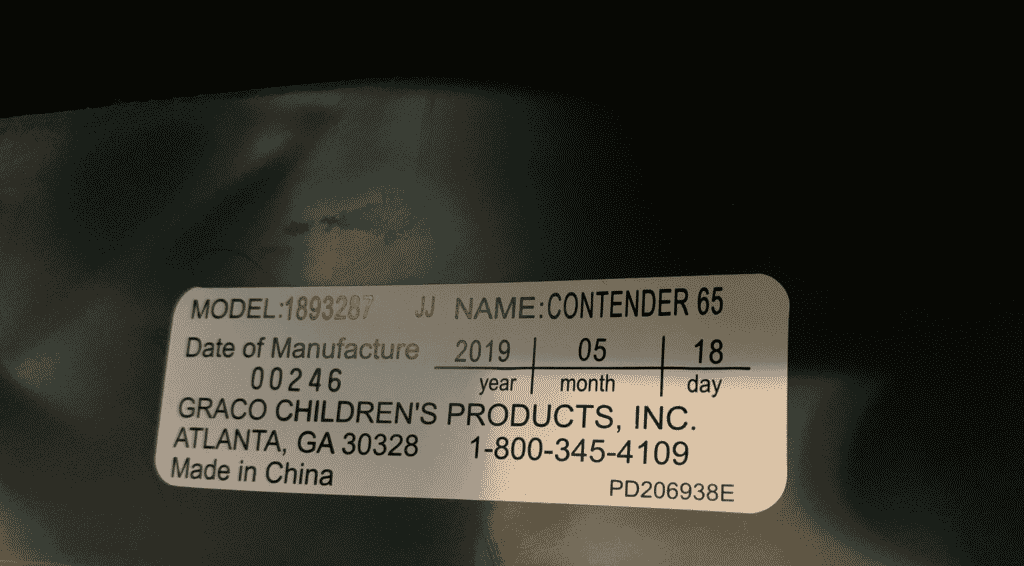 MODEL:1893287 JJ NAME:CONTENDER 65
Date of Manufacture 2019 05 18
00246 year month day
GRACO CHILDREN'S PRODUCTS, INC.
ATLANTA, GA 30328 1-800-345-4109
Made in China
PD206938E